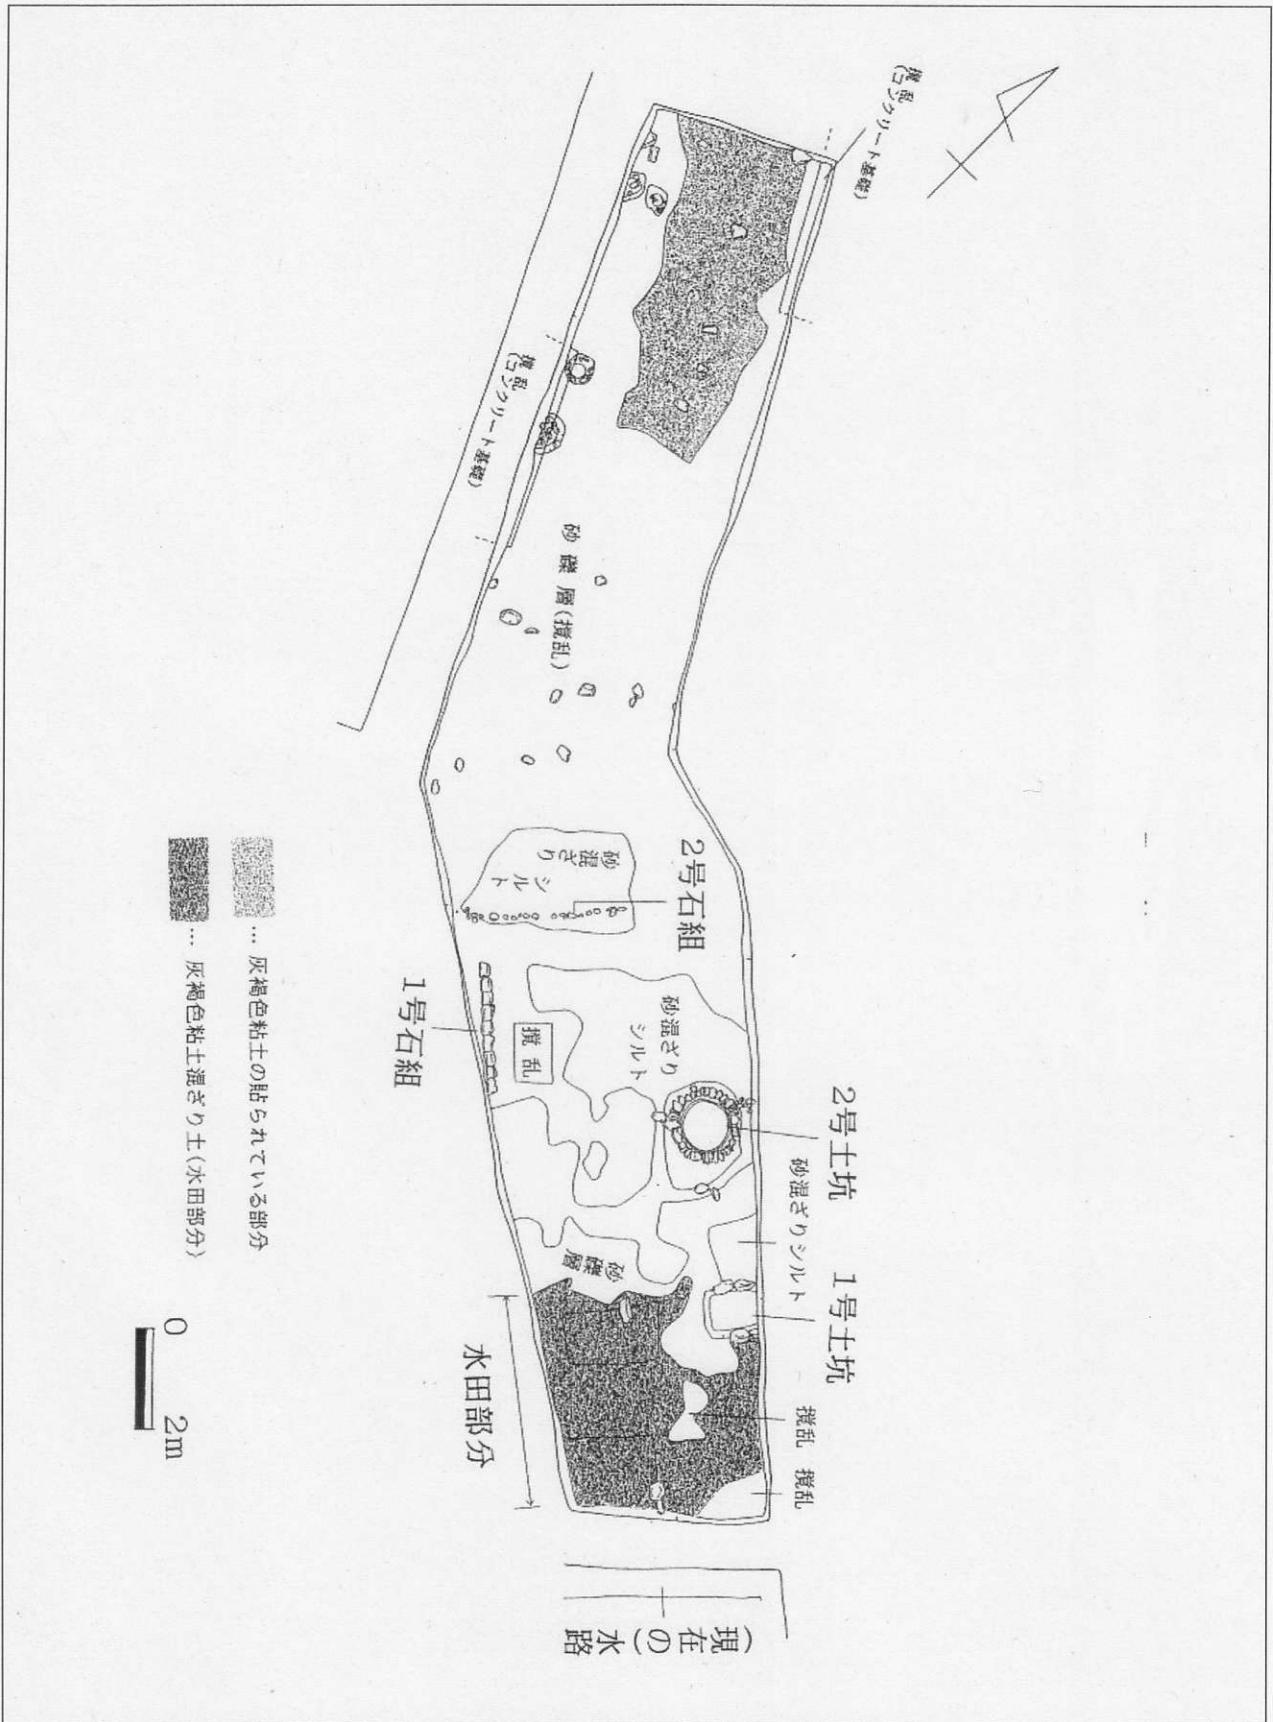 攪乱
(コンクリート基礎)
攪乱
(コンクリート基礎)
砂礫層(攪乱)
砂混ざり
シルト
2号石組
1号石組
攪乱
砂混ざり
シルト
2号土坑
砂混ざりシルト
1号土坑
砂礫層
水田部分
攪乱
攪乱
(現在の)水路
… 灰褐色粘土の貼られている部分
… 灰褐色粘土混ざり土(水田部分)
0 2m